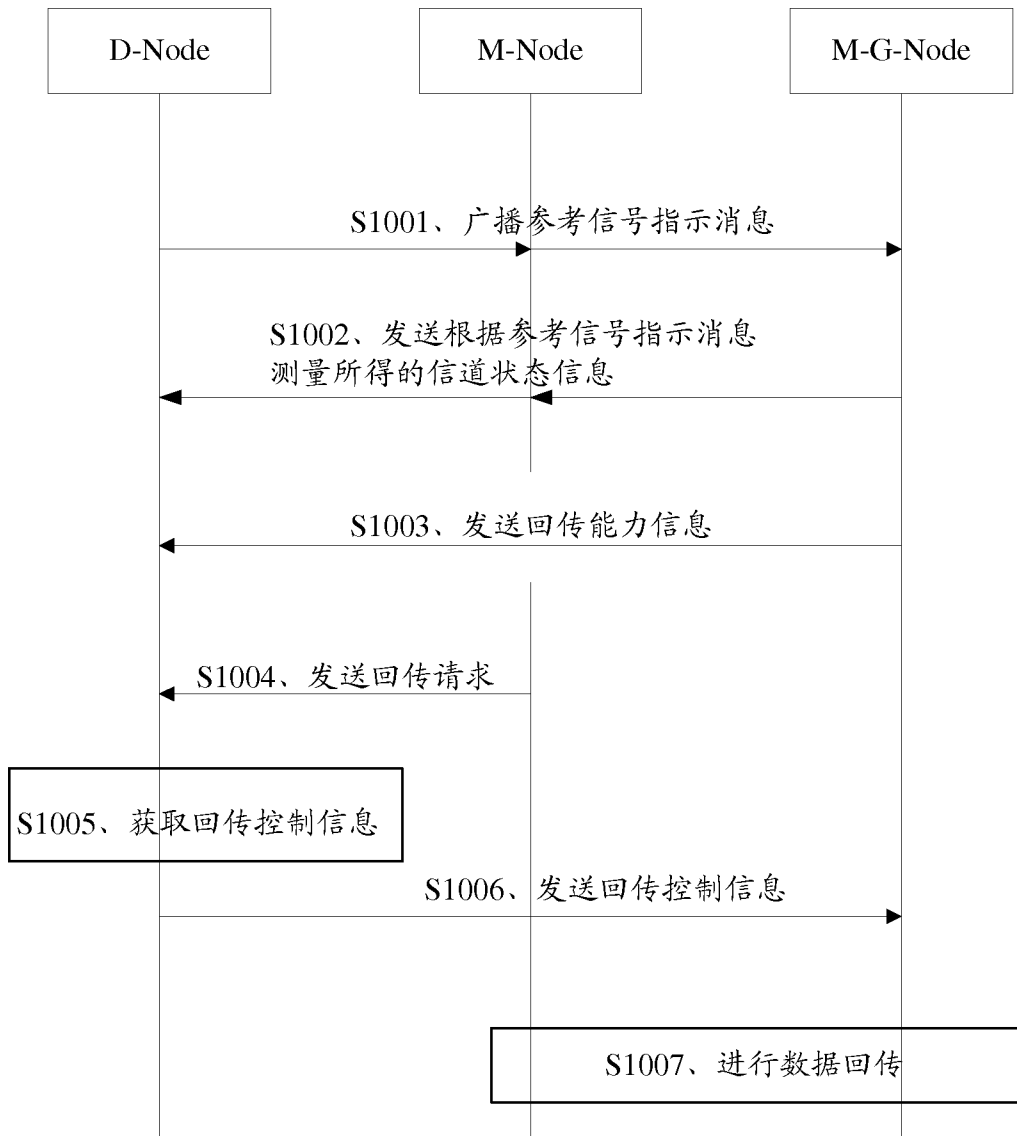 D-Node
M-Node
M-G-Node
S1001、广播参考信号指示消息
S1002、发送根据参考信号指示消息
测量所得的信道状态信息
S1003、发送回传能力信息
S1004、发送回传请求
S1005、获取回传控制信息
S1006、发送回传控制信息
S1007、进行数据回传